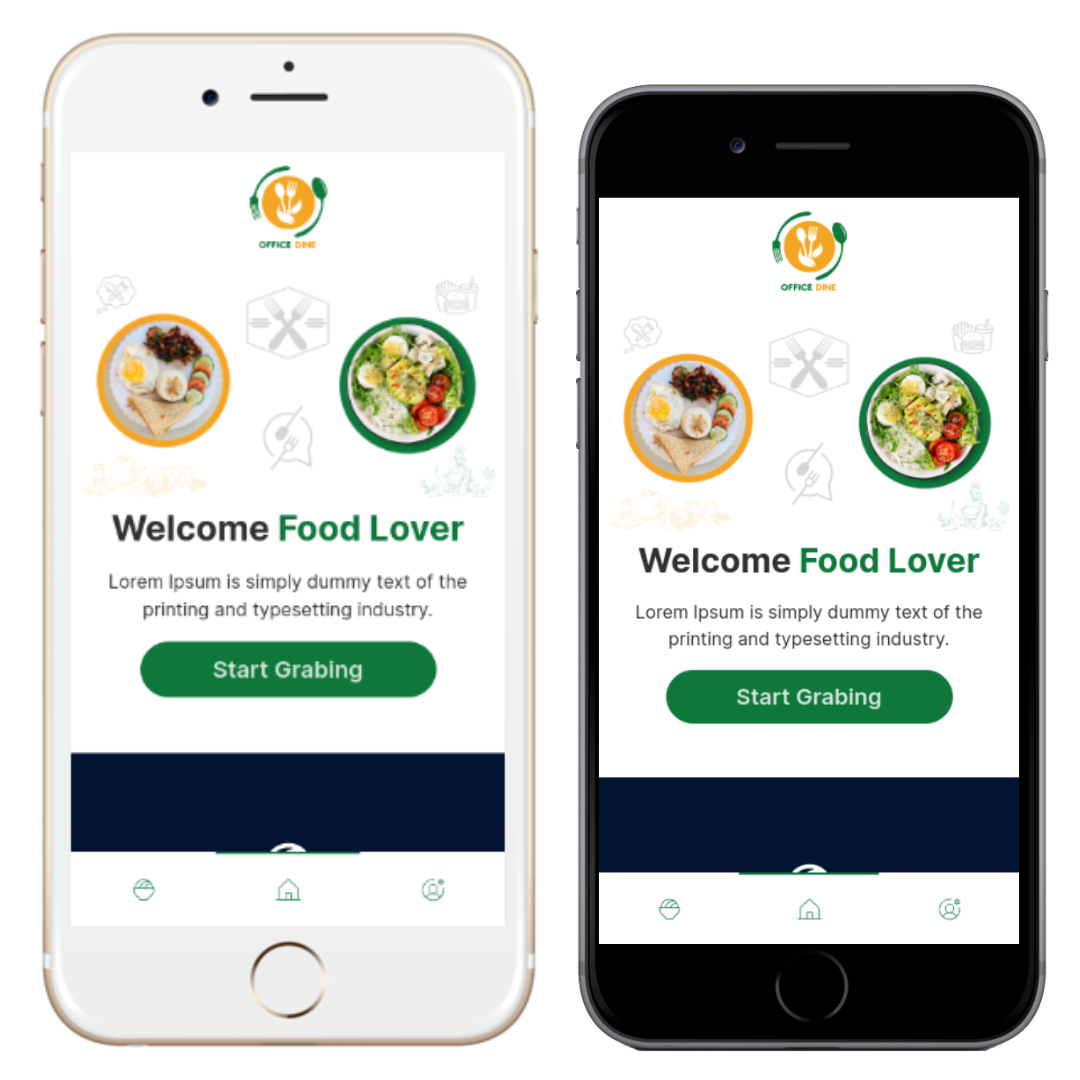 OFFICE DINE
Welcome Food Lover
Lorem Ipsum is simply dummy text of the
printing and typesetting industry.
Start Grabing
OFFICE DINE
Welcome Food Lover
Lorem Ipsum is simply dummy text of the
printing and typesetting industry.
Start Grabing